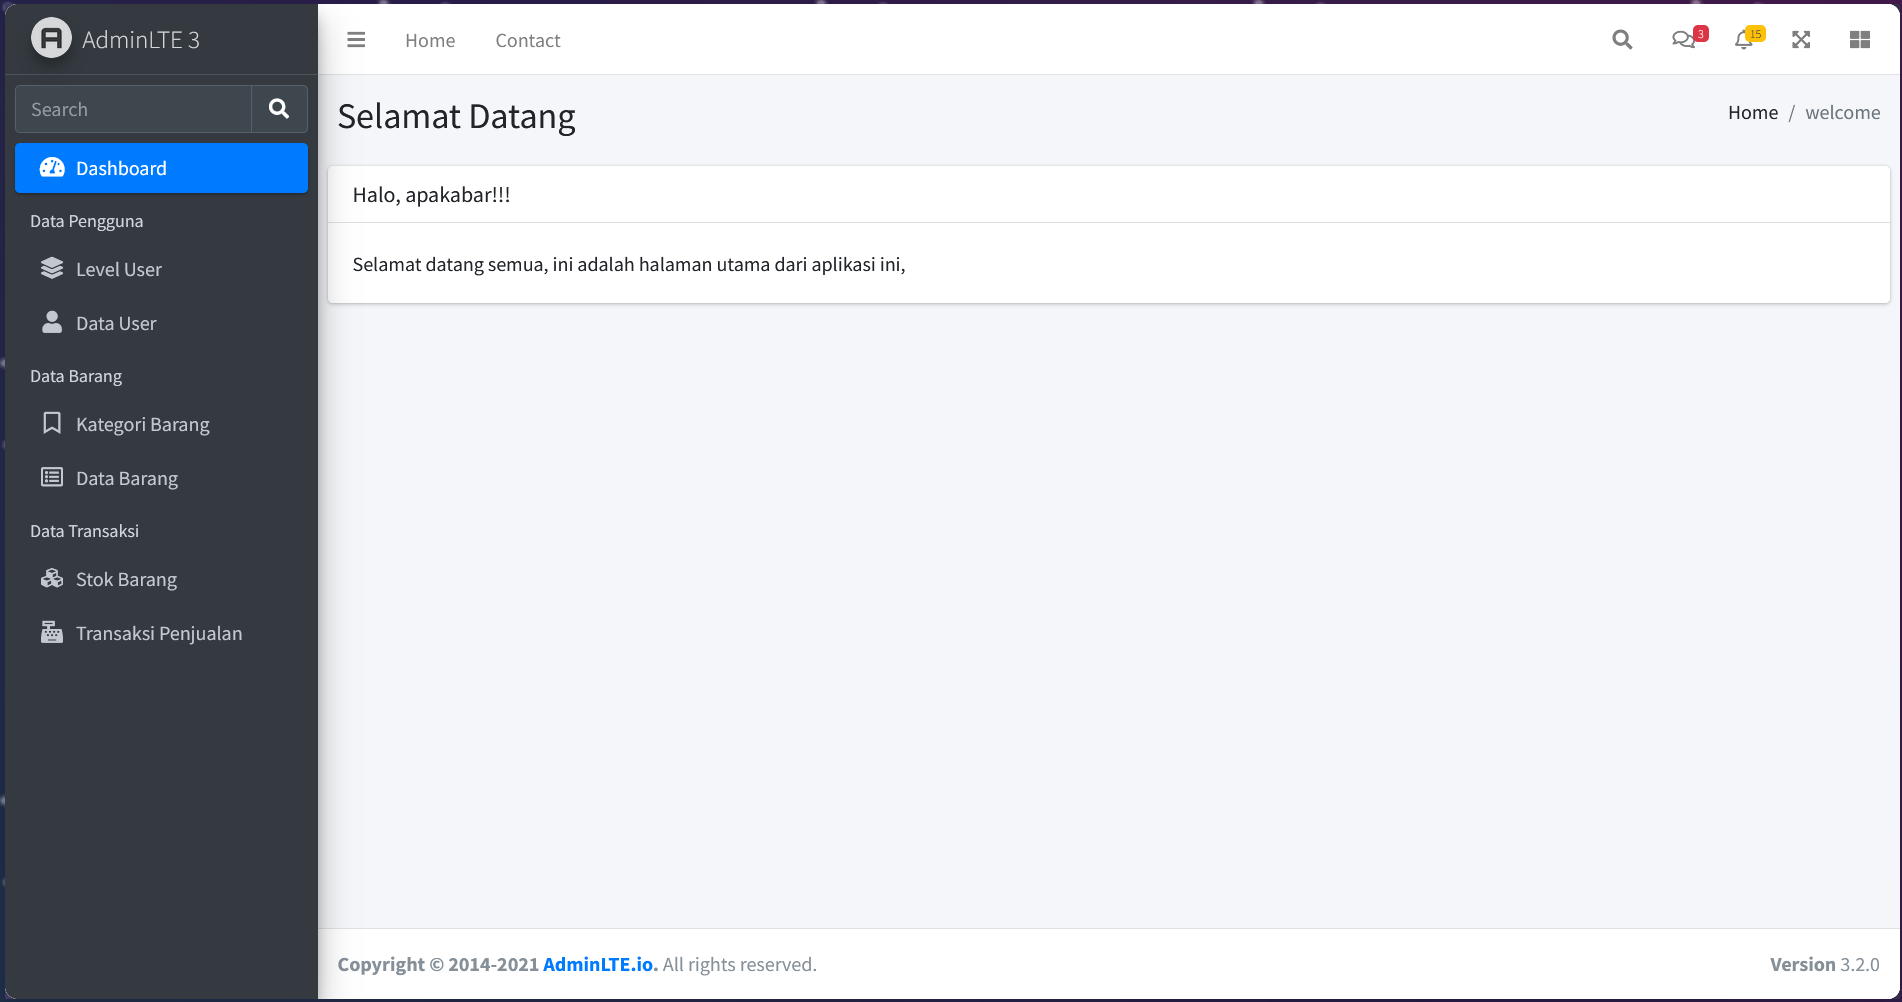 AdminLTE 3
Home
Contact
3
15
Search
Dashboard
Data Pengguna
Level User
Data User
Data Barang
Kategori Barang
Data Barang
Data Transaksi
Stok Barang
Transaksi Penjualan
Selamat Datang
Home / welcome
Halo, apakabar!!!
Selamat datang semua, ini adalah halaman utama dari aplikasi ini,
Copyright © 2014-2021 AdminLTE.io. All rights reserved.
Version 3.2.0